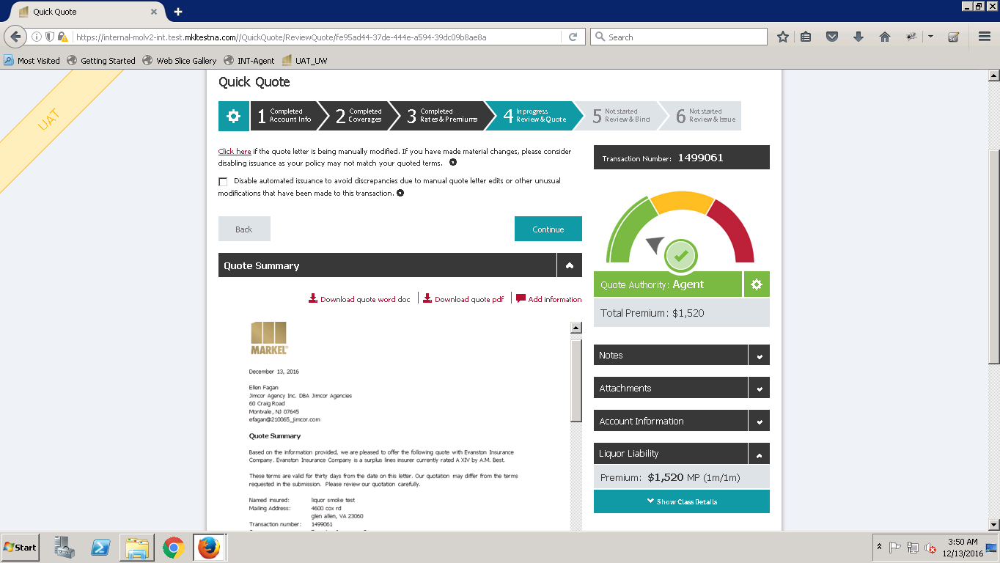 Quick Quote
https://internal-molv2-int.test.mkltestna.com//QuickQuote/ReviewQuote/fe95ad44-37de-444e-a594-39dc09b8ae8a
Search
Most Visited
Getting Started
Web Slice Gallery
INT-Agent
UAT_UW
UAT
Quick Quote
1 Completed Account Info
2 Completed Coverages
3 Completed Rates & Premiums
4 In progress Review & Quote
5 Not started Review & Bind
6 Not started Review & Issue
Click here if the quote letter is being manually modified. If you have made material changes, please consider
disabling issuance as your policy may not match your quoted terms.
Disable automated issuance to avoid discrepancies due to manual quote letter edits or other unusual
modifications that have been made to this transaction.
Back
Continue
Quote Summary
Download quote word doc
Download quote pdf
Add information
MARKEL®
December 13, 2016
Ellen Fagan
Jimcor Agency Inc. DBA Jimcor Agencies
60 Craig Road
Montvale, NJ 07645
efagan@210065_jimcor.com
Quote Summary
Based on the information provided, we are pleased to offer the following quote with Evanston Insurance
Company. Evanston Insurance Company is a surplus lines insurer currently rated A XIV by A.M. Best.
These terms are valid for thirty days from the date on this letter. Our quotation may differ from the terms
requested in the submission. Please review our quotation carefully.
Named insured: liquor smoke test
Mailing Address: 4600 cox rd
glen allen, VA 23060
Transaction number: 1499061
Transaction Number: 1499061
Quote Authority: Agent
Total Premium: $1,520
Notes
Attachments
Account Information
Liquor Liability
Premium: $1,520 MP (1m/1m)
Show Class Details
Start
3:50 AM
12/13/2016